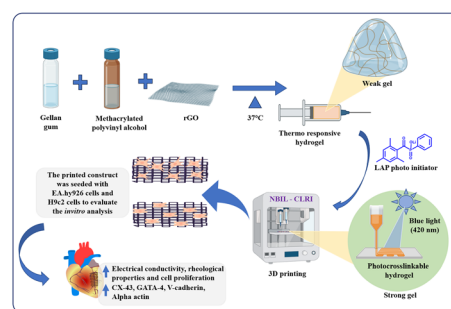 Weak gel
Gellan
gum
Methacrylated
polyvinyl alcohol
rGO
37°C
Thermo responsive
hydrogel
LAP photo initiator
The printed construct
was seeded with
EA.hy926 cells and
H9c2 cells to evaluate
the invitro analysis
NBIL - CLRI
3D printing
Blue light
(420 nm)
Photocrosslinkable
hydrogel
Strong gel
Electrical conductivity, rheological
properties and cell proliferation
CX-43, GATA-4, V-cadherin,
Alpha actin